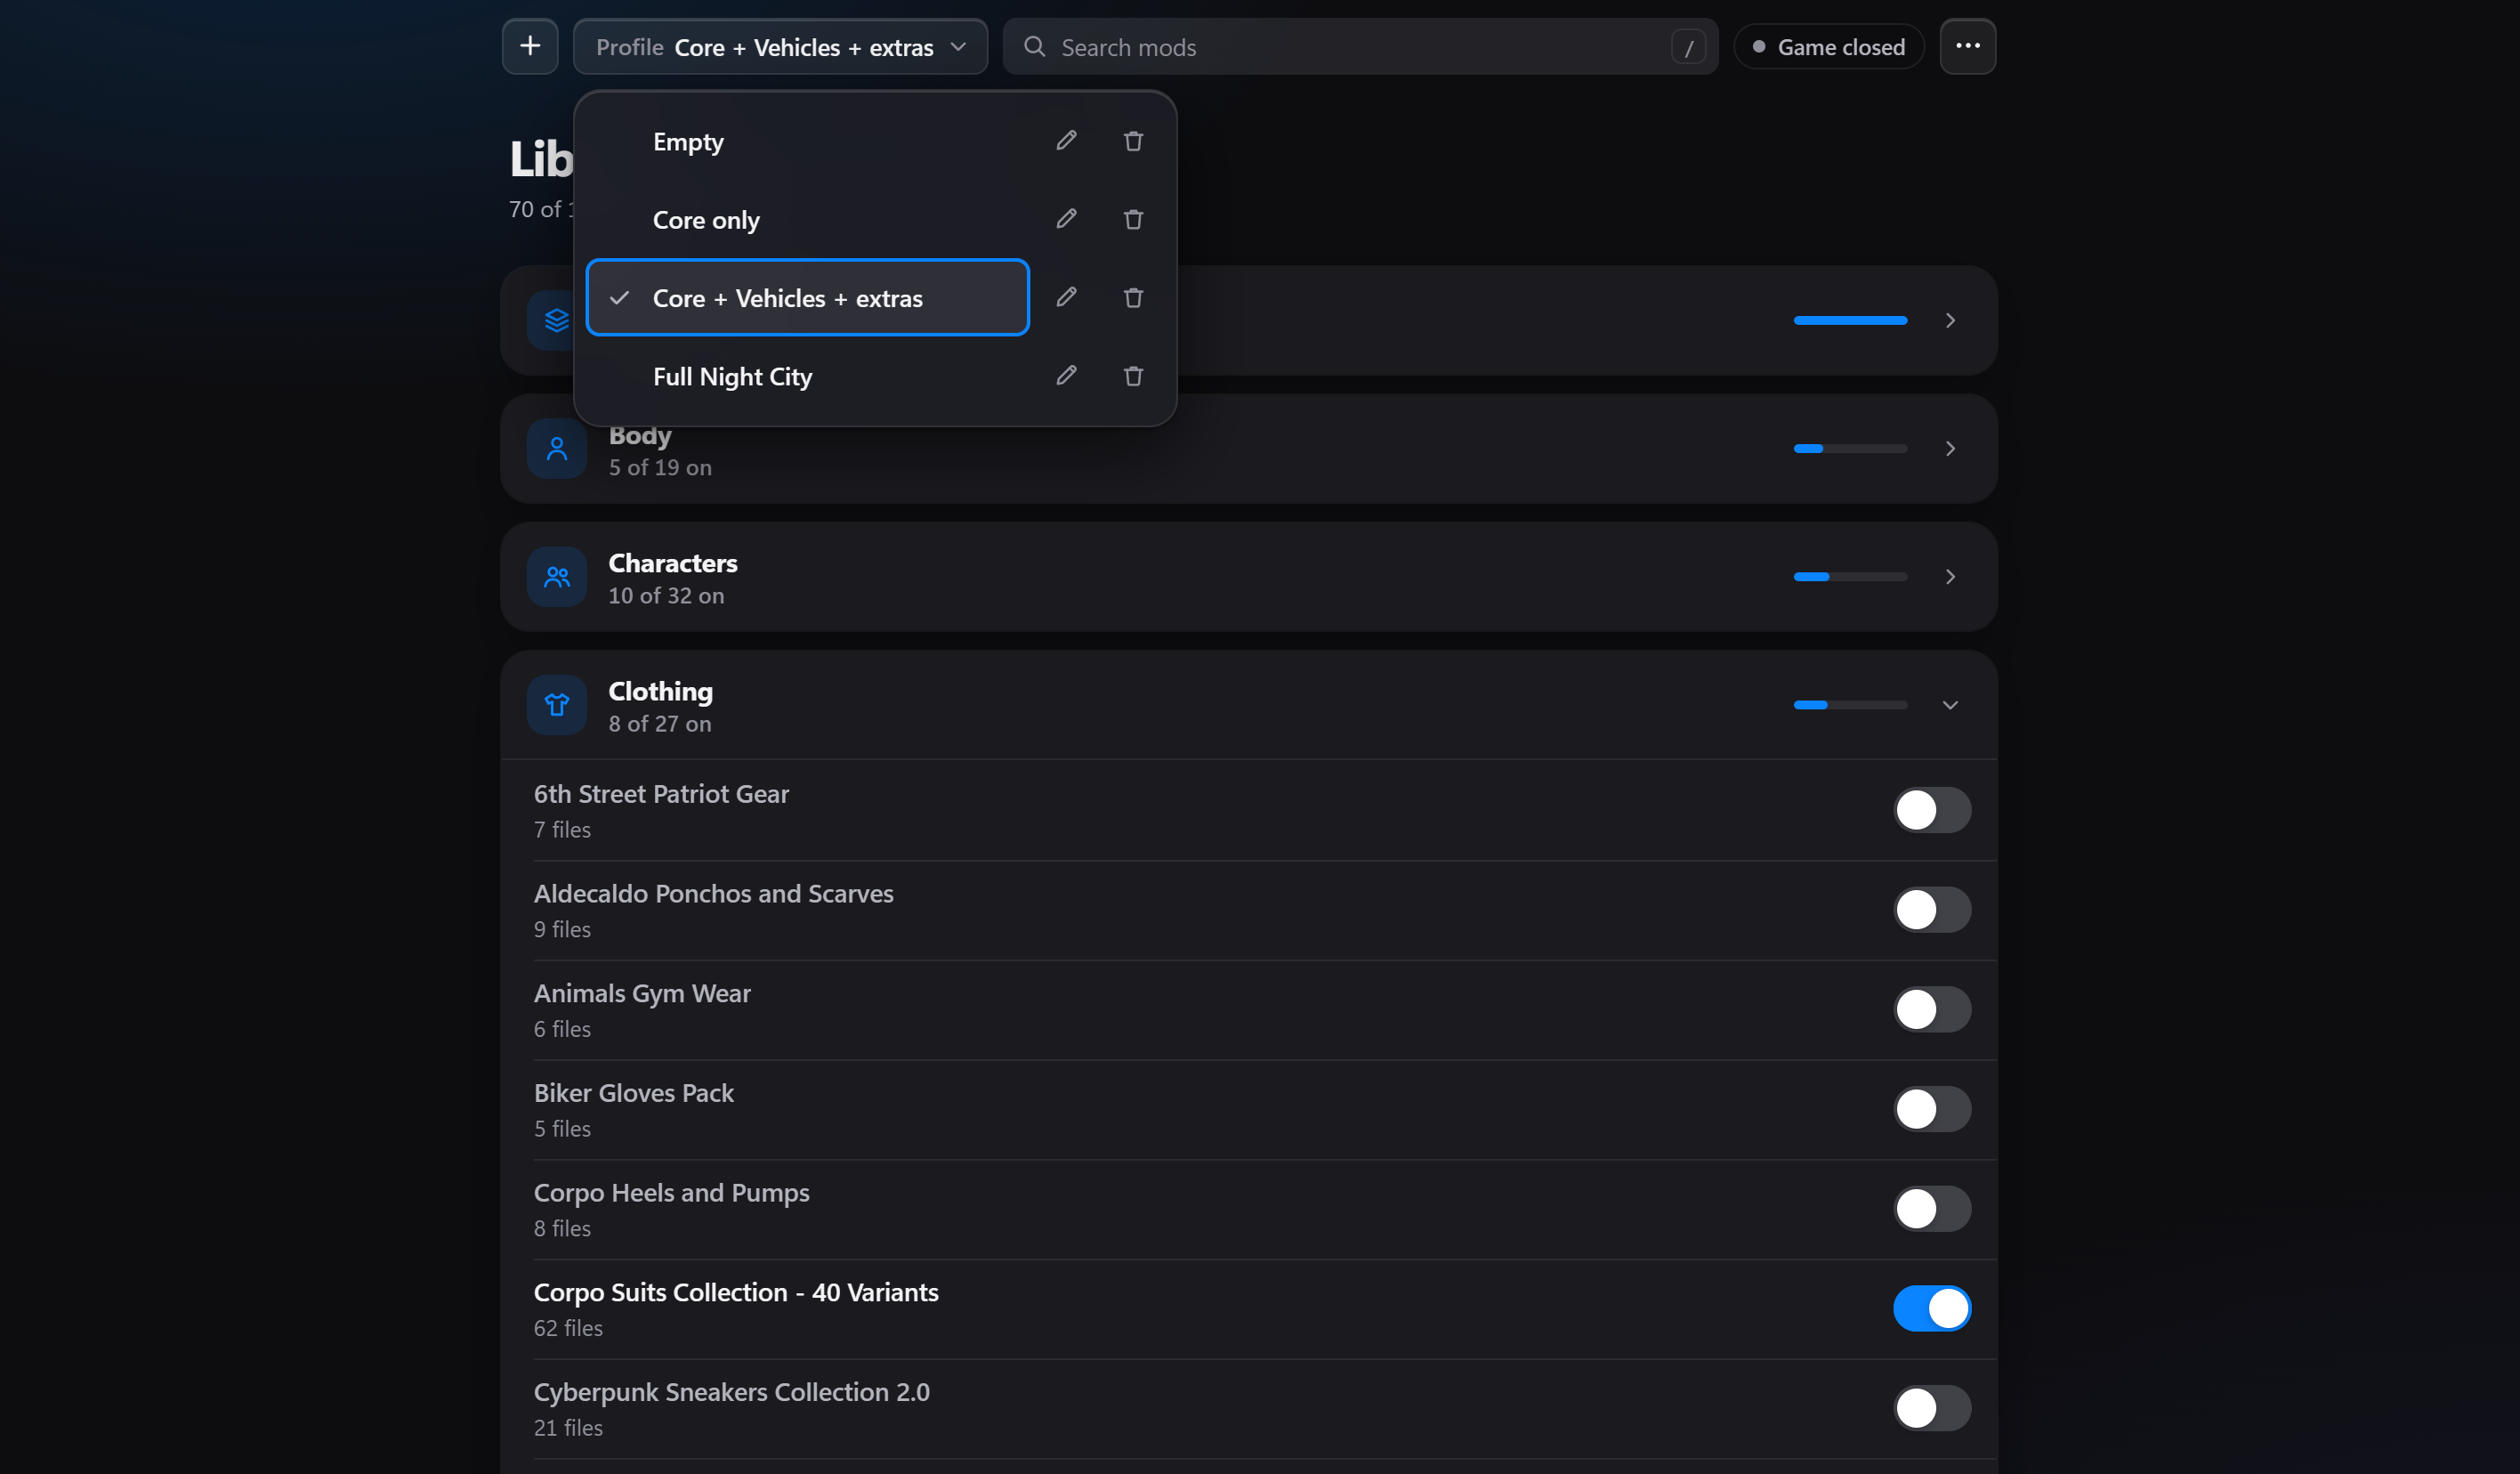 Profile Core + Vehicles + extras
Search mods
/
Game closed
Empty
Core only
Core + Vehicles + extras
Full Night City
Lib
70 of
Body
5 of 19 on
Characters
10 of 32 on
Clothing
8 of 27 on
6th Street Patriot Gear
7 files
Aldecaldo Ponchos and Scarves
9 files
Animals Gym Wear
6 files
Biker Gloves Pack
5 files
Corpo Heels and Pumps
8 files
Corpo Suits Collection - 40 Variants
62 files
Cyberpunk Sneakers Collection 2.0
21 files